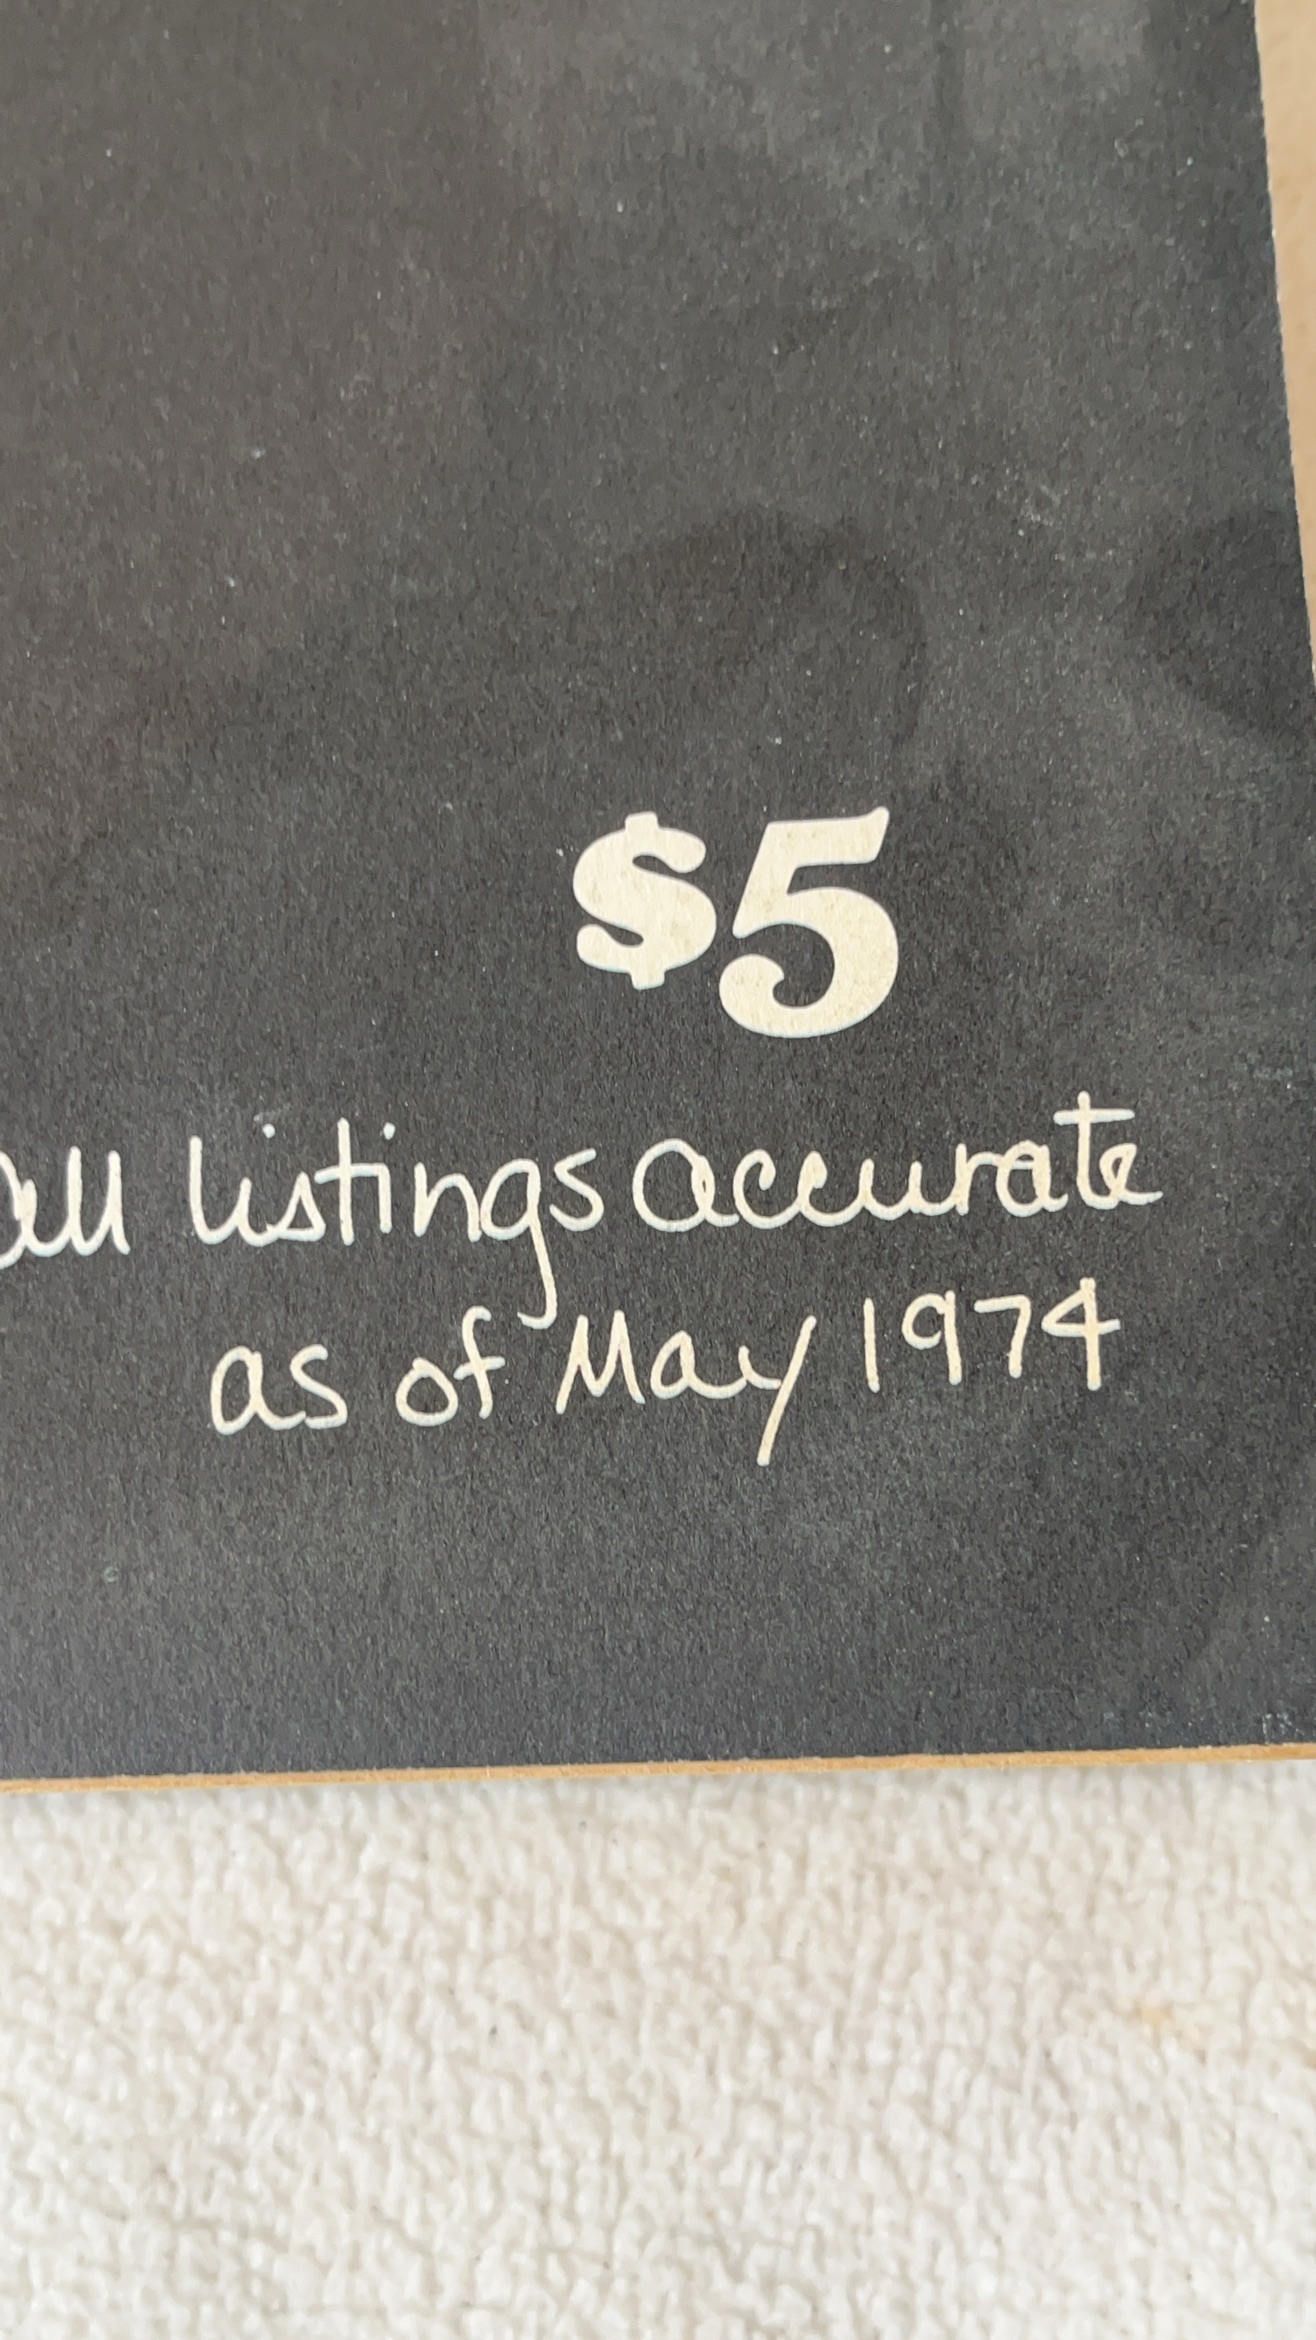 $5
all listings accurate
as of May 1974